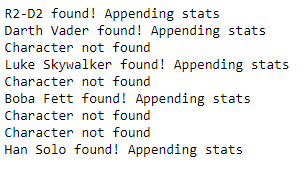 R2-D2 found! Appending stats
Darth Vader found! Appending stats
Character not found
Luke Skywalker found! Appending stats
Character not found
Boba Fett found! Appending stats
Character not found
Character not found
Han Solo found! Appending stats